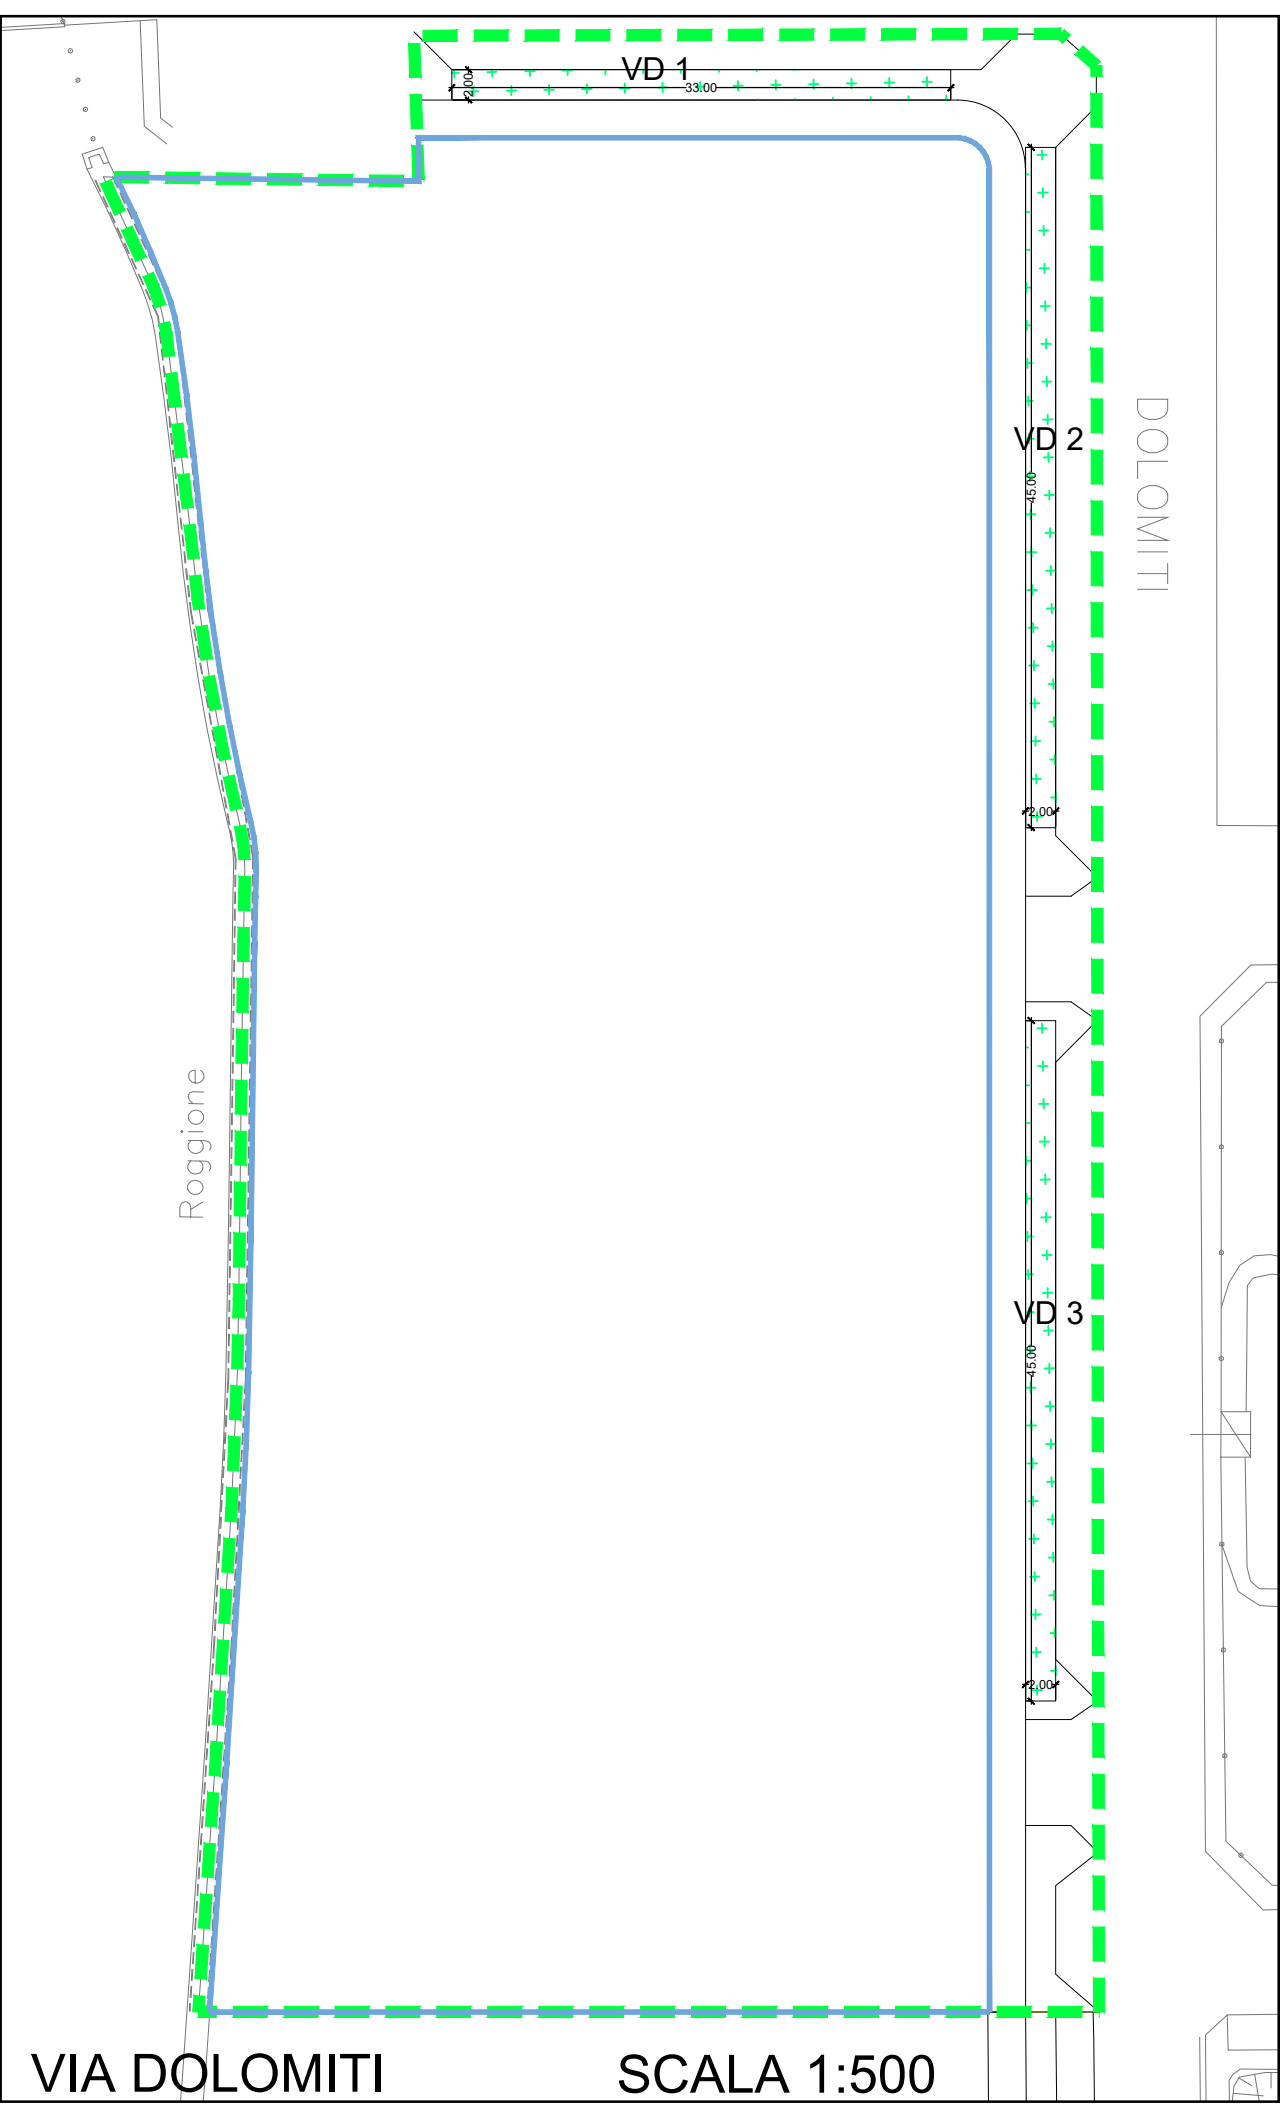 VD 1
2.00
33.00
VD 2
45.00
DOLOMITI
2.00
Roggione
VD 3
45.00
2.00
VIA DOLOMITI
SCALA 1:500